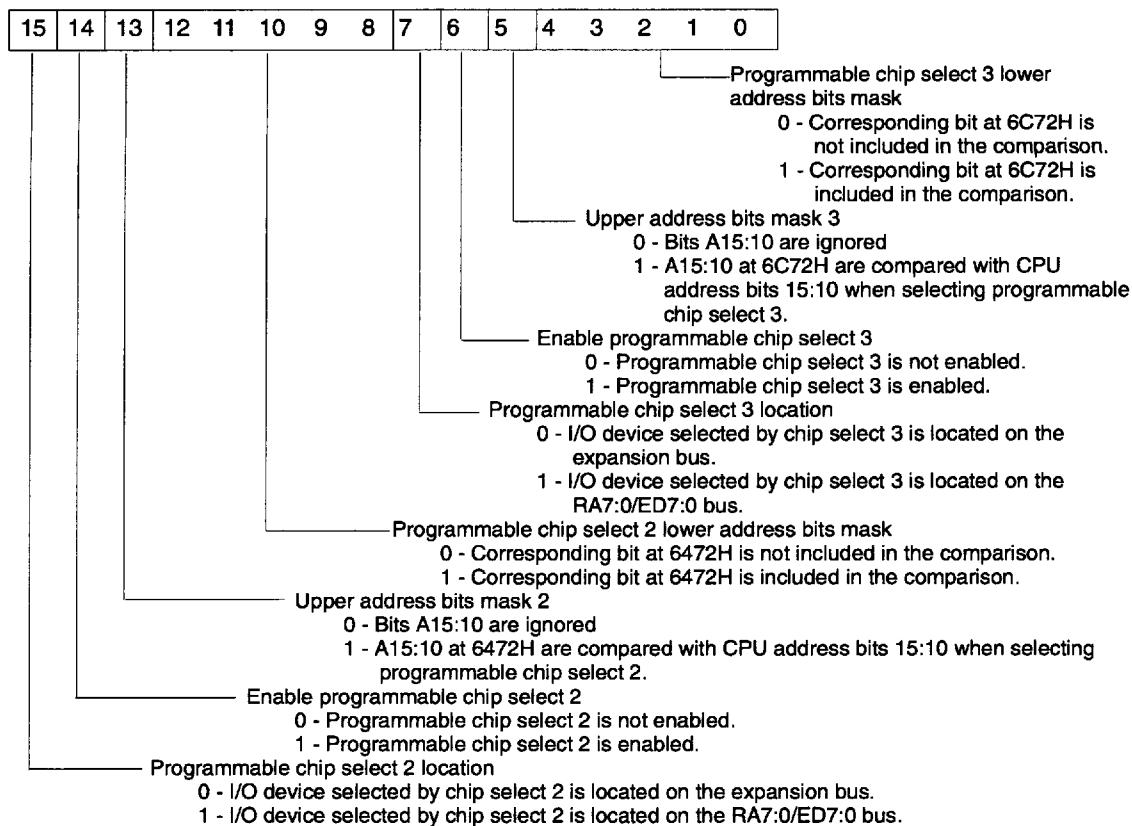 15 14 13 12 11 10 9 8 7 6 5 4 3 2 1 0
Programmable chip select 3 lower
address bits mask
0 - Corresponding bit at 6C72H is
not included in the comparison.
1 - Corresponding bit at 6C72H is
included in the comparison.
Upper address bits mask 3
0 - Bits A15:10 are ignored
1 - A15:10 at 6C72H are compared with CPU
address bits 15:10 when selecting programmable
chip select 3.
Enable programmable chip select 3
0 - Programmable chip select 3 is not enabled.
1 - Programmable chip select 3 is enabled.
Programmable chip select 3 location
0 - I/O device selected by chip select 3 is located on the
expansion bus.
1 - I/O device selected by chip select 3 is located on the
RA7:0/ED7:0 bus.
Programmable chip select 2 lower address bits mask
0 - Corresponding bit at 6472H is not included in the comparison.
1 - Corresponding bit at 6472H is included in the comparison.
Upper address bits mask 2
0 - Bits A15:10 are ignored
1 - A15:10 at 6472H are compared with CPU address bits 15:10 when selecting
programmable chip select 2.
Enable programmable chip select 2
0 - Programmable chip select 2 is not enabled.
1 - Programmable chip select 2 is enabled.
Programmable chip select 2 location
0 - I/O device selected by chip select 2 is located on the expansion bus.
1 - I/O device selected by chip select 2 is located on the RA7:0/ED7:0 bus.